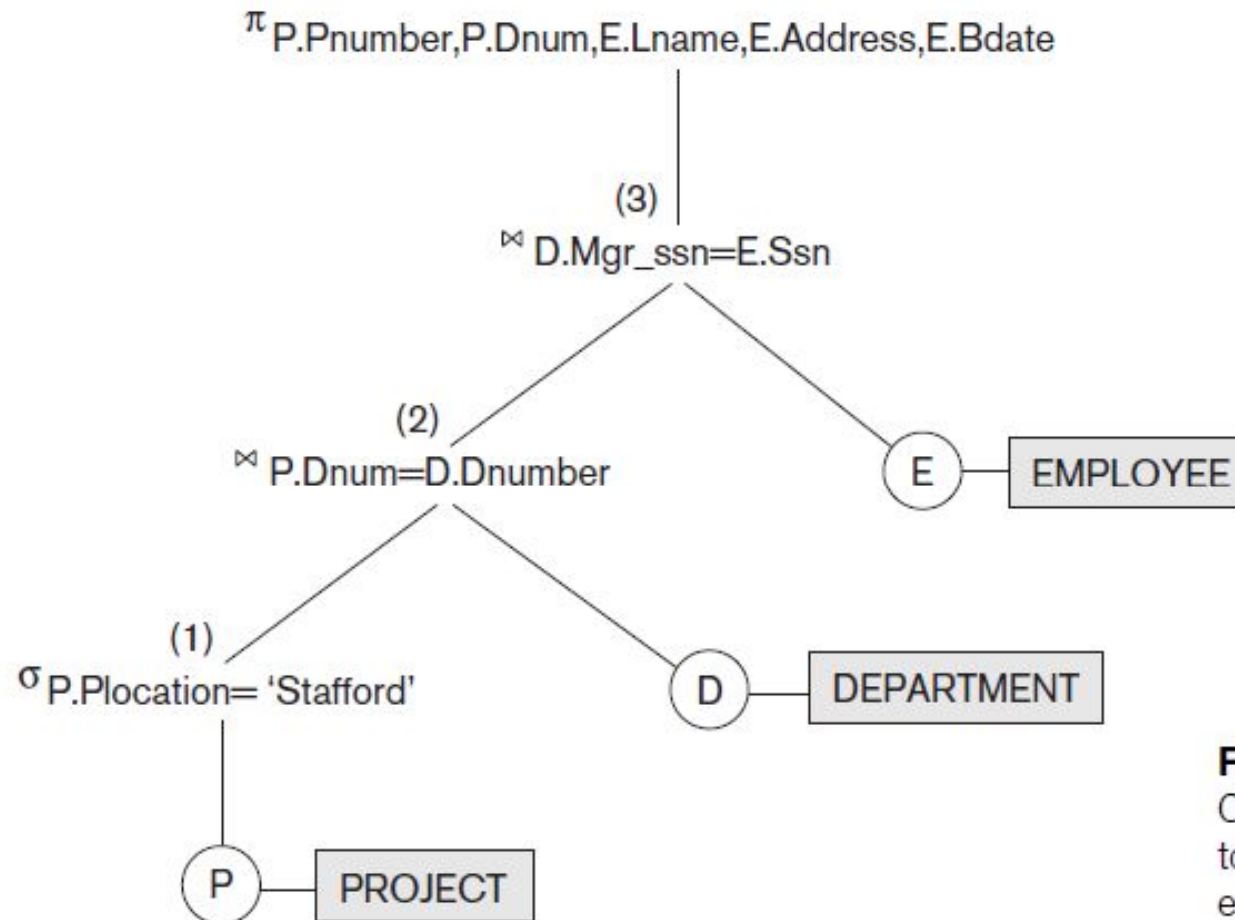 π P.Pnumber,P.Dnum,E.Lname,E.Address,E.Bdate
(3)
⋈ D.Mgr_ssn=E.Ssn
(2)
⋈ P.Dnum=D.Dnumber
E
EMPLOYEE
(1)
σ P.Plocation= ‘Stafford’
D
DEPARTMENT
P
PROJECT